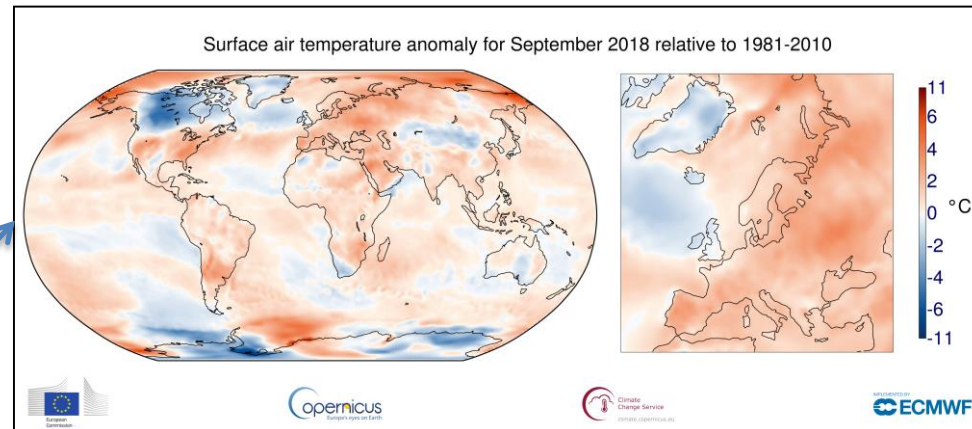 Surface air temperature anomaly for September 2018 relative to 1981-2010
11
6
4
2
0
-2
-4
-6
-11
°C
European
Commission
Copernicus
Europe's eyes on Earth
Climate
Change Service
climate.copernicus.eu
IMPLEMENTED BY
ECMWF